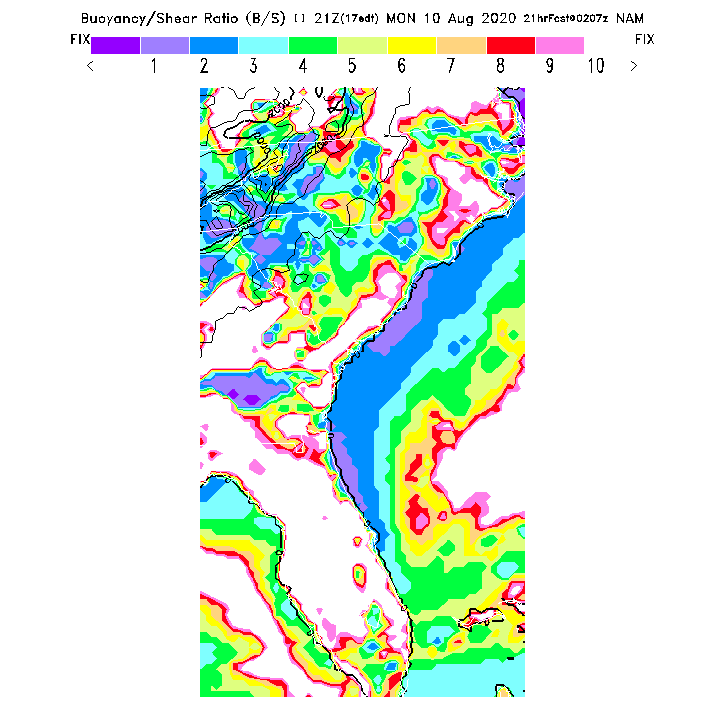 Buoyancy/Shear Ratio (B/S) [] 21Z(17edt) MON 10 Aug 2020 21hrFcst@0207z NAM
FIX FIX
< 1 2 3 4 5 6 7 8 9 10 >